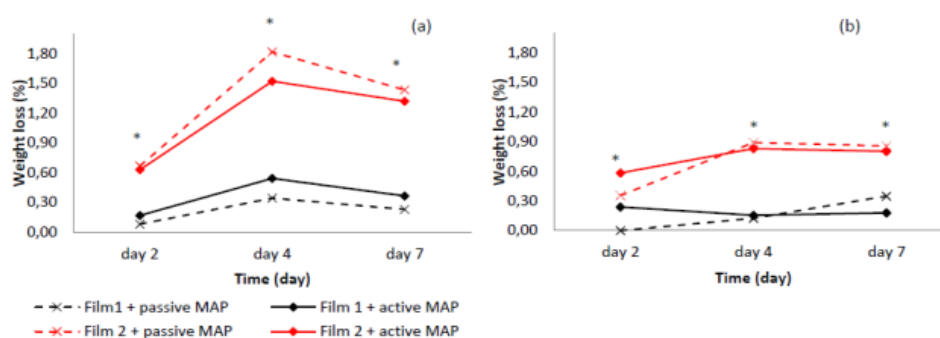 (a)
*
*
*
1,80
1,50
1,20
0,90
0,60
0,30
0,00
Weight loss (%)
day 2 day 4 day 7
Time (day)
(b)
*
*
*
1,80
1,50
1,20
0,90
0,60
0,30
0,00
Weight loss (%)
day 2 day 4 day 7
Time (day)
Film1 + passive MAP Film 1 + active MAP
Film 2 + passive MAP Film 2 + active MAP